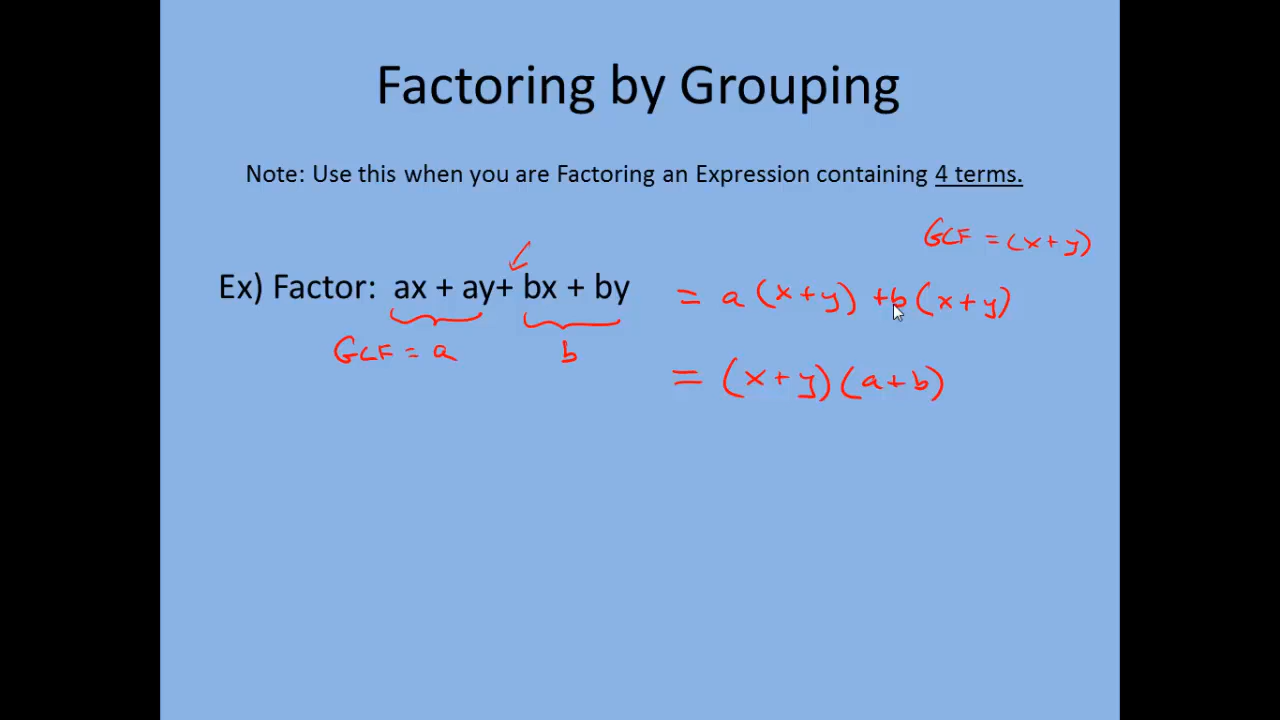 Factoring by Grouping
Note: Use this when you are Factoring an Expression containing 4 terms.
GCF = (x+y)
Ex) Factor: ax + ay+ bx + by = a(x+y) +b(x+y)
GCF = a b
= (x+y)(a+b)